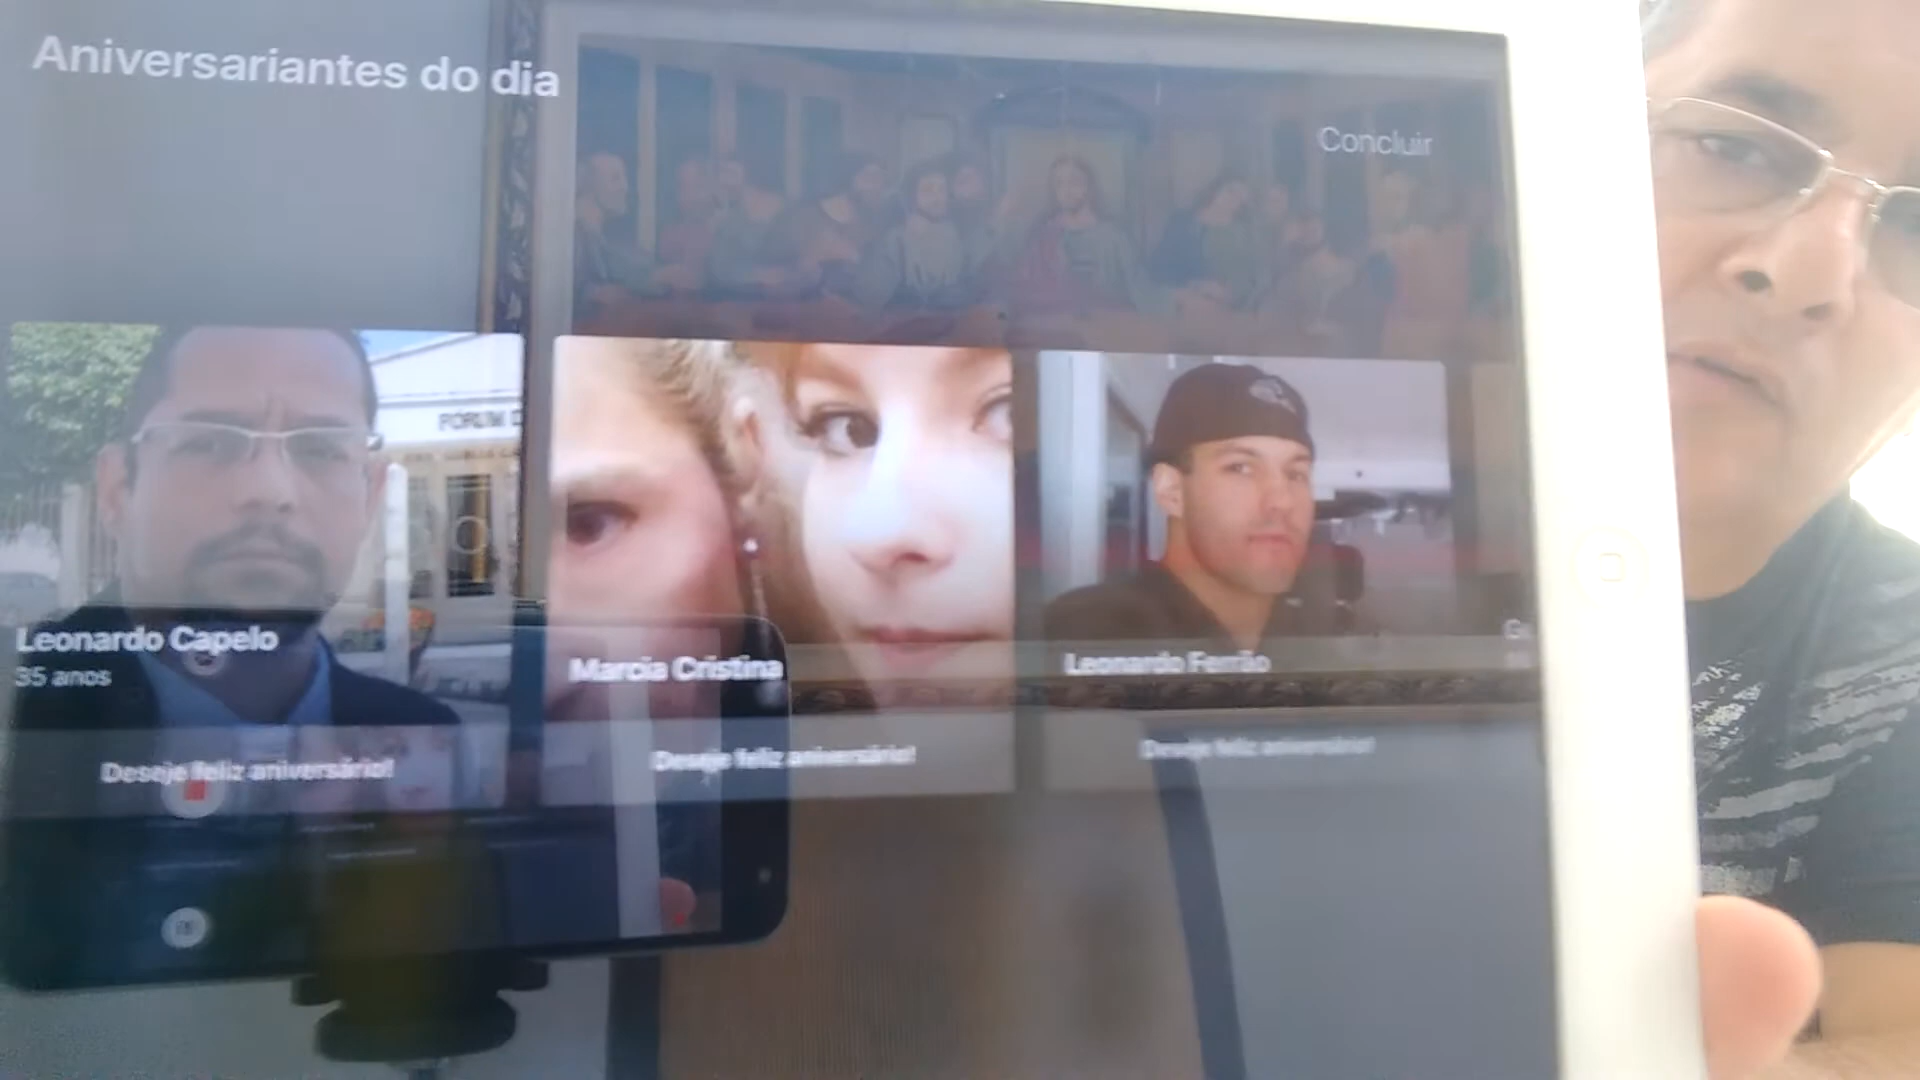 Aniversariantes do dia
Concluir
FÓRUM D
Leonardo Capelo
35 anos
Deseje feliz aniversário!
Marcia Cristina
Deseje feliz aniversário!
Leonardo Ferrão
Deseje feliz aniversário!